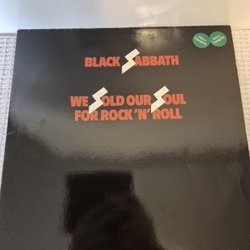 BLACK SABBATH
WE SOLD OUR SOUL
FOR ROCK 'N' ROLL